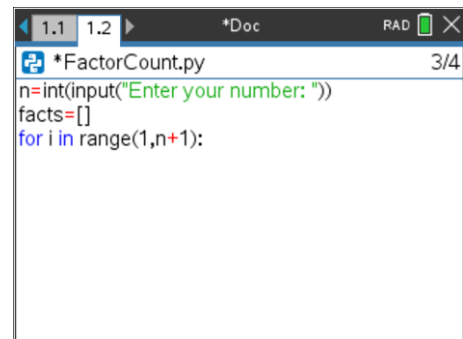 1.1 1.2 *Doc RAD
*FactorCount.py 3/4
n=int(input("Enter your number: "))
facts=[]
for i in range(1,n+1):